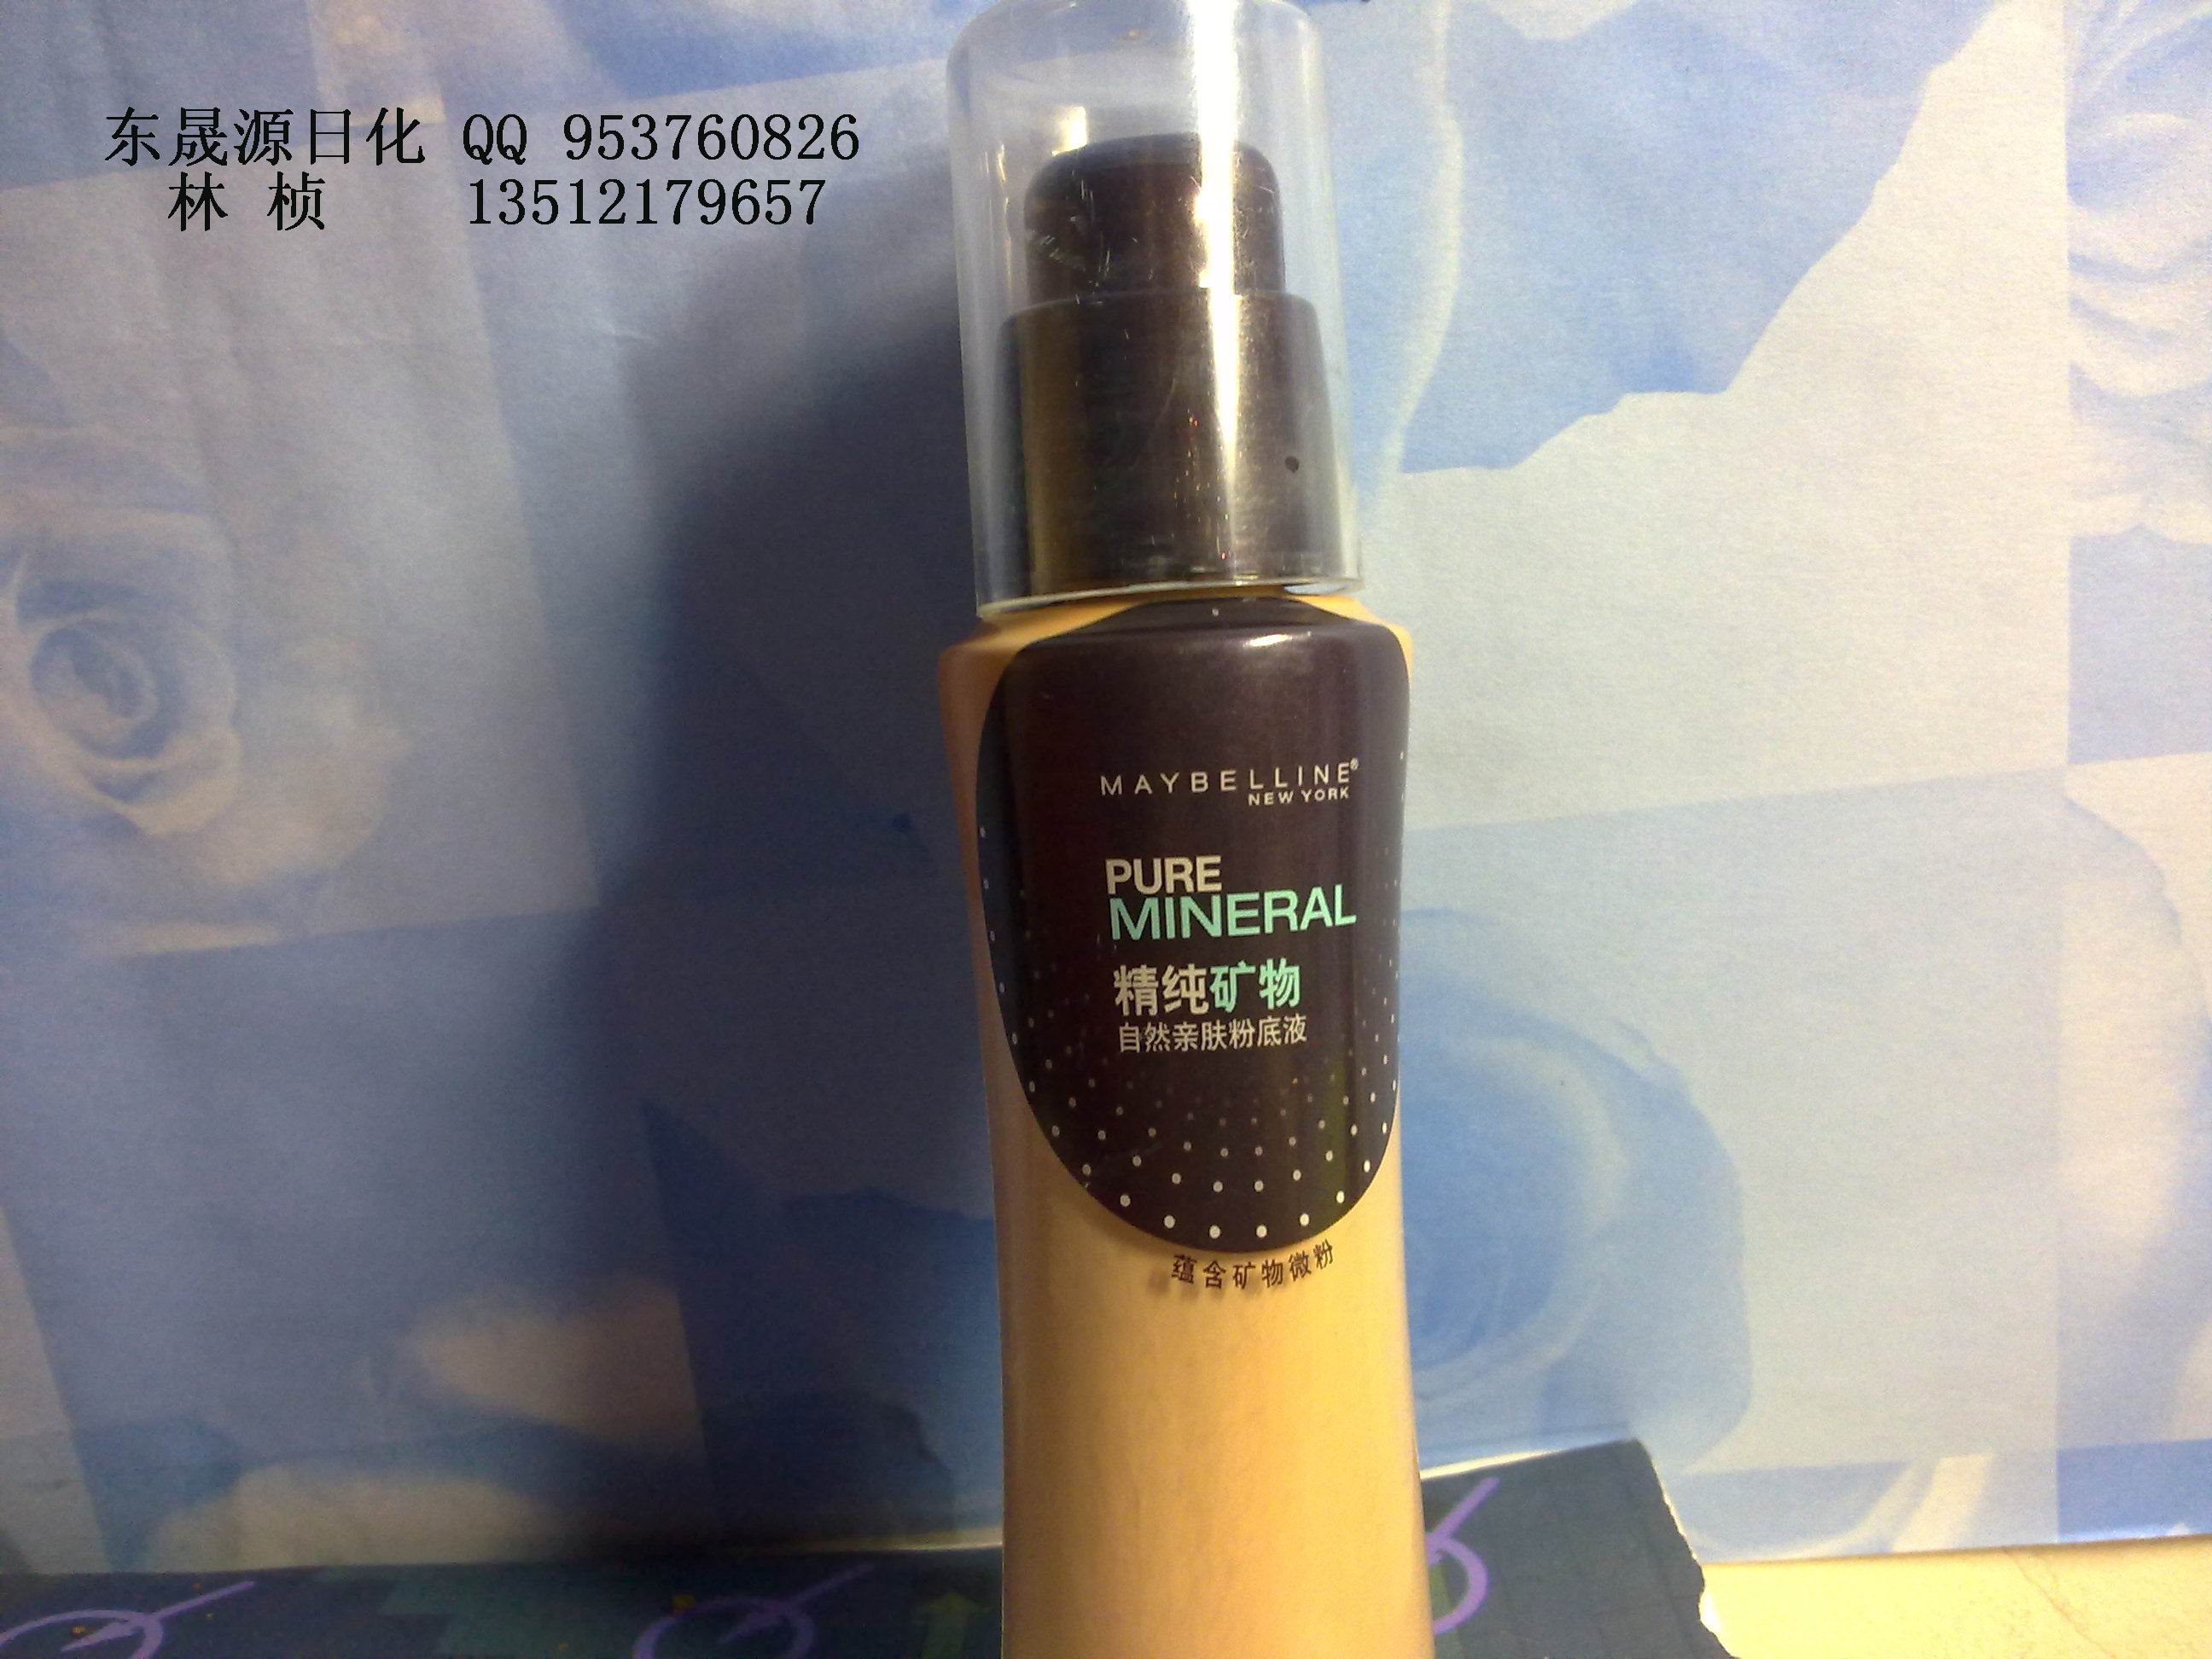 东晟源日化 QQ 953760826
林 桢 13512179657
MAYBELLINE®
NEW YORK
PURE
MINERAL
精纯矿物
自然亲肤粉底液
蕴含矿物微粉